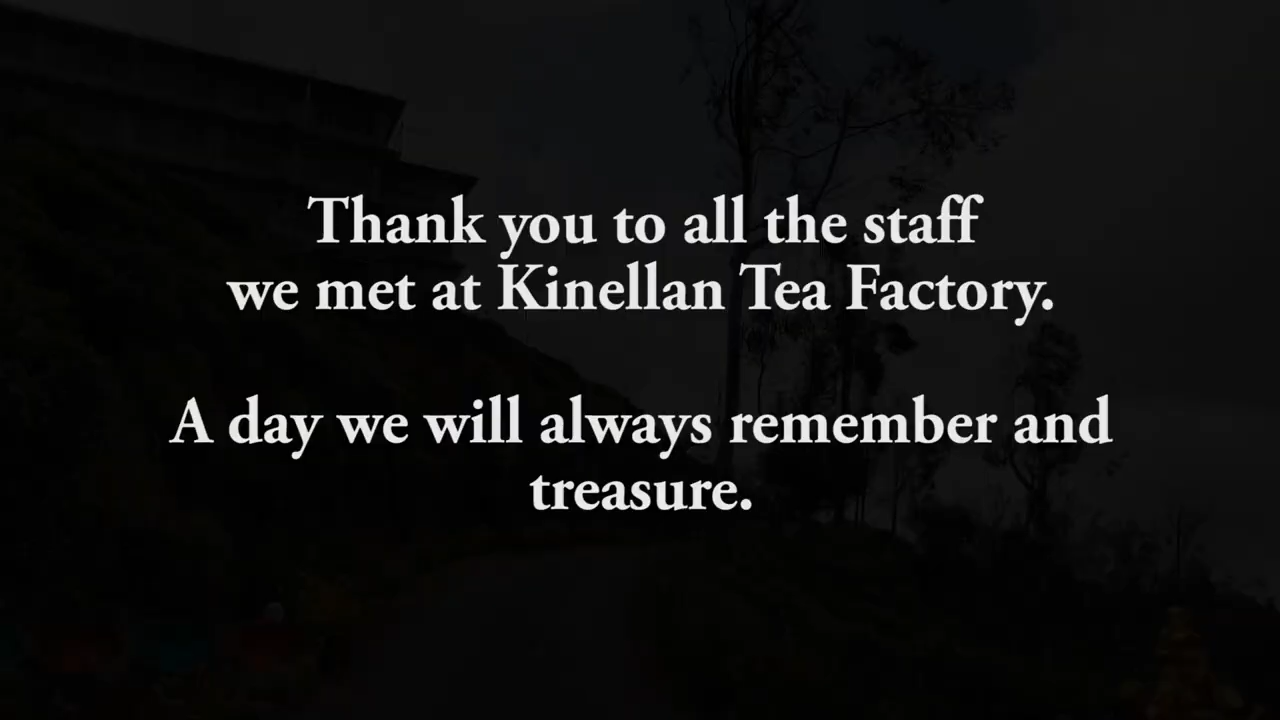 Thank you to all the staff
we met at Kinellan Tea Factory.
A day we will always remember and
treasure.